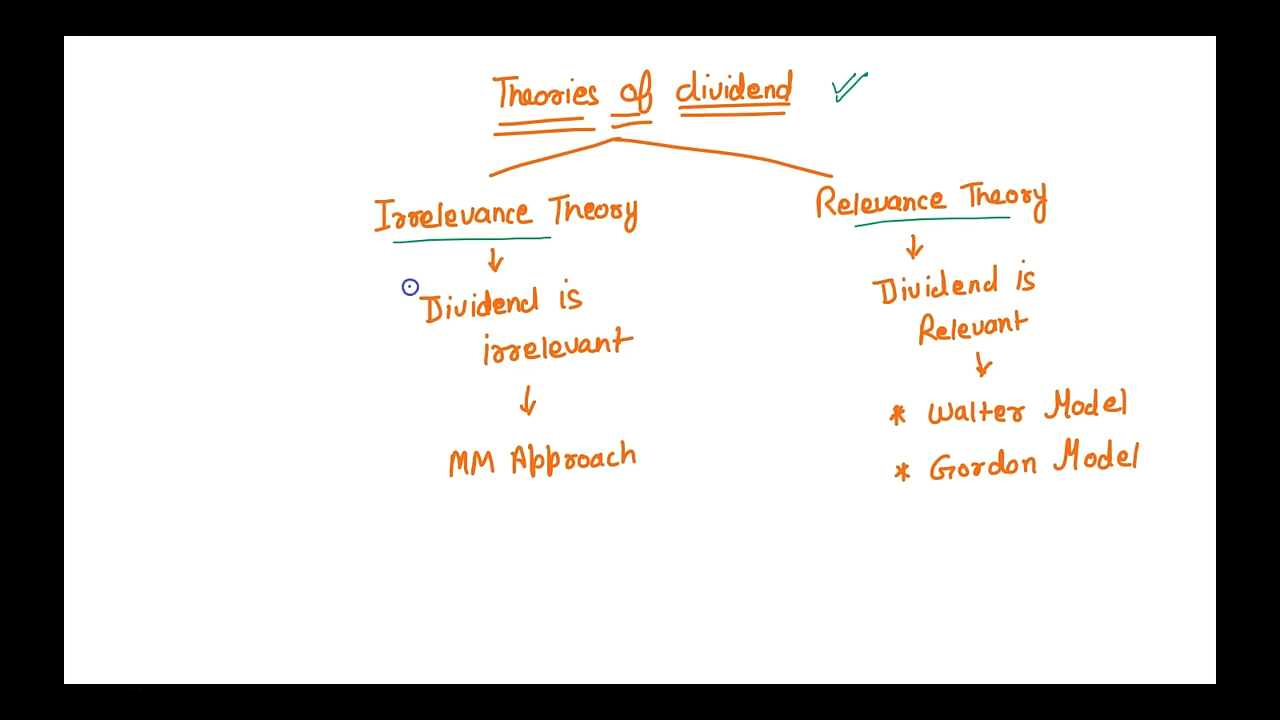 Theories of dividend
Irrelevance Theory
Relevance Theory
Dividend is
irrelevant
Dividend is
Relevant
MM Approach
* Walter Model
* Gordon Model